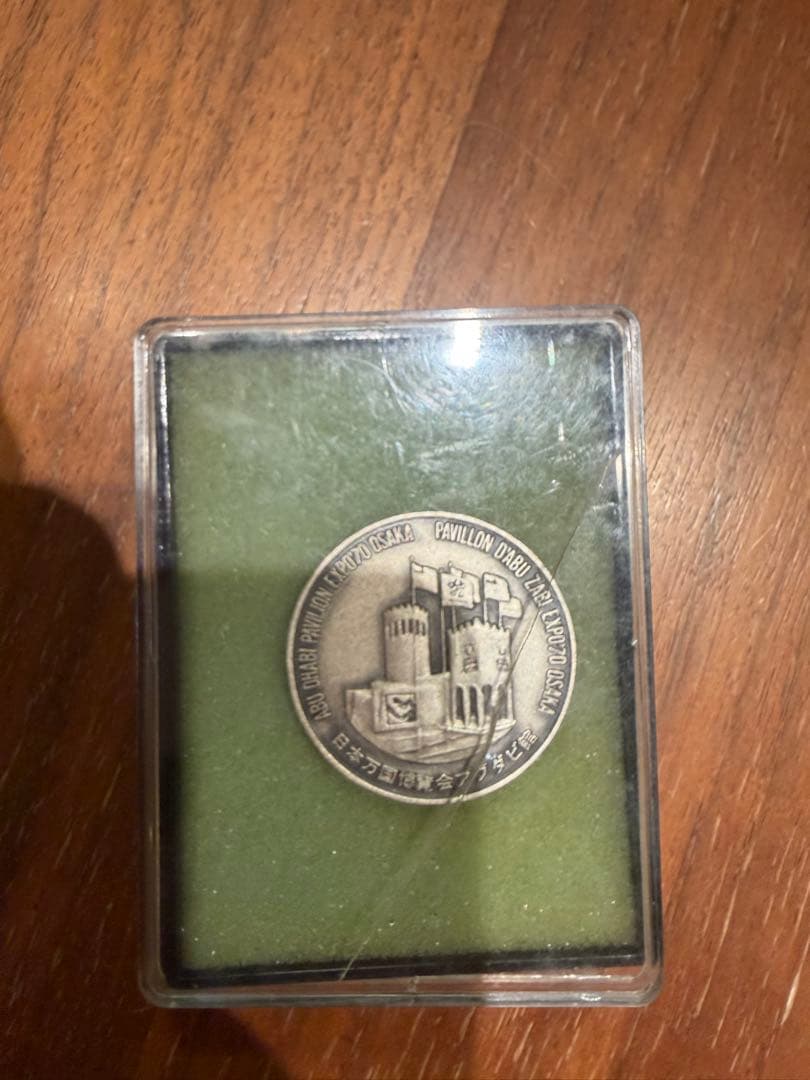 ABU DHABI PAVILION EXPO'70 OSAKA
PAVILLON D'ABU ZABI EXPO'70 OSAKA
日本万国博覧会アブダビ館